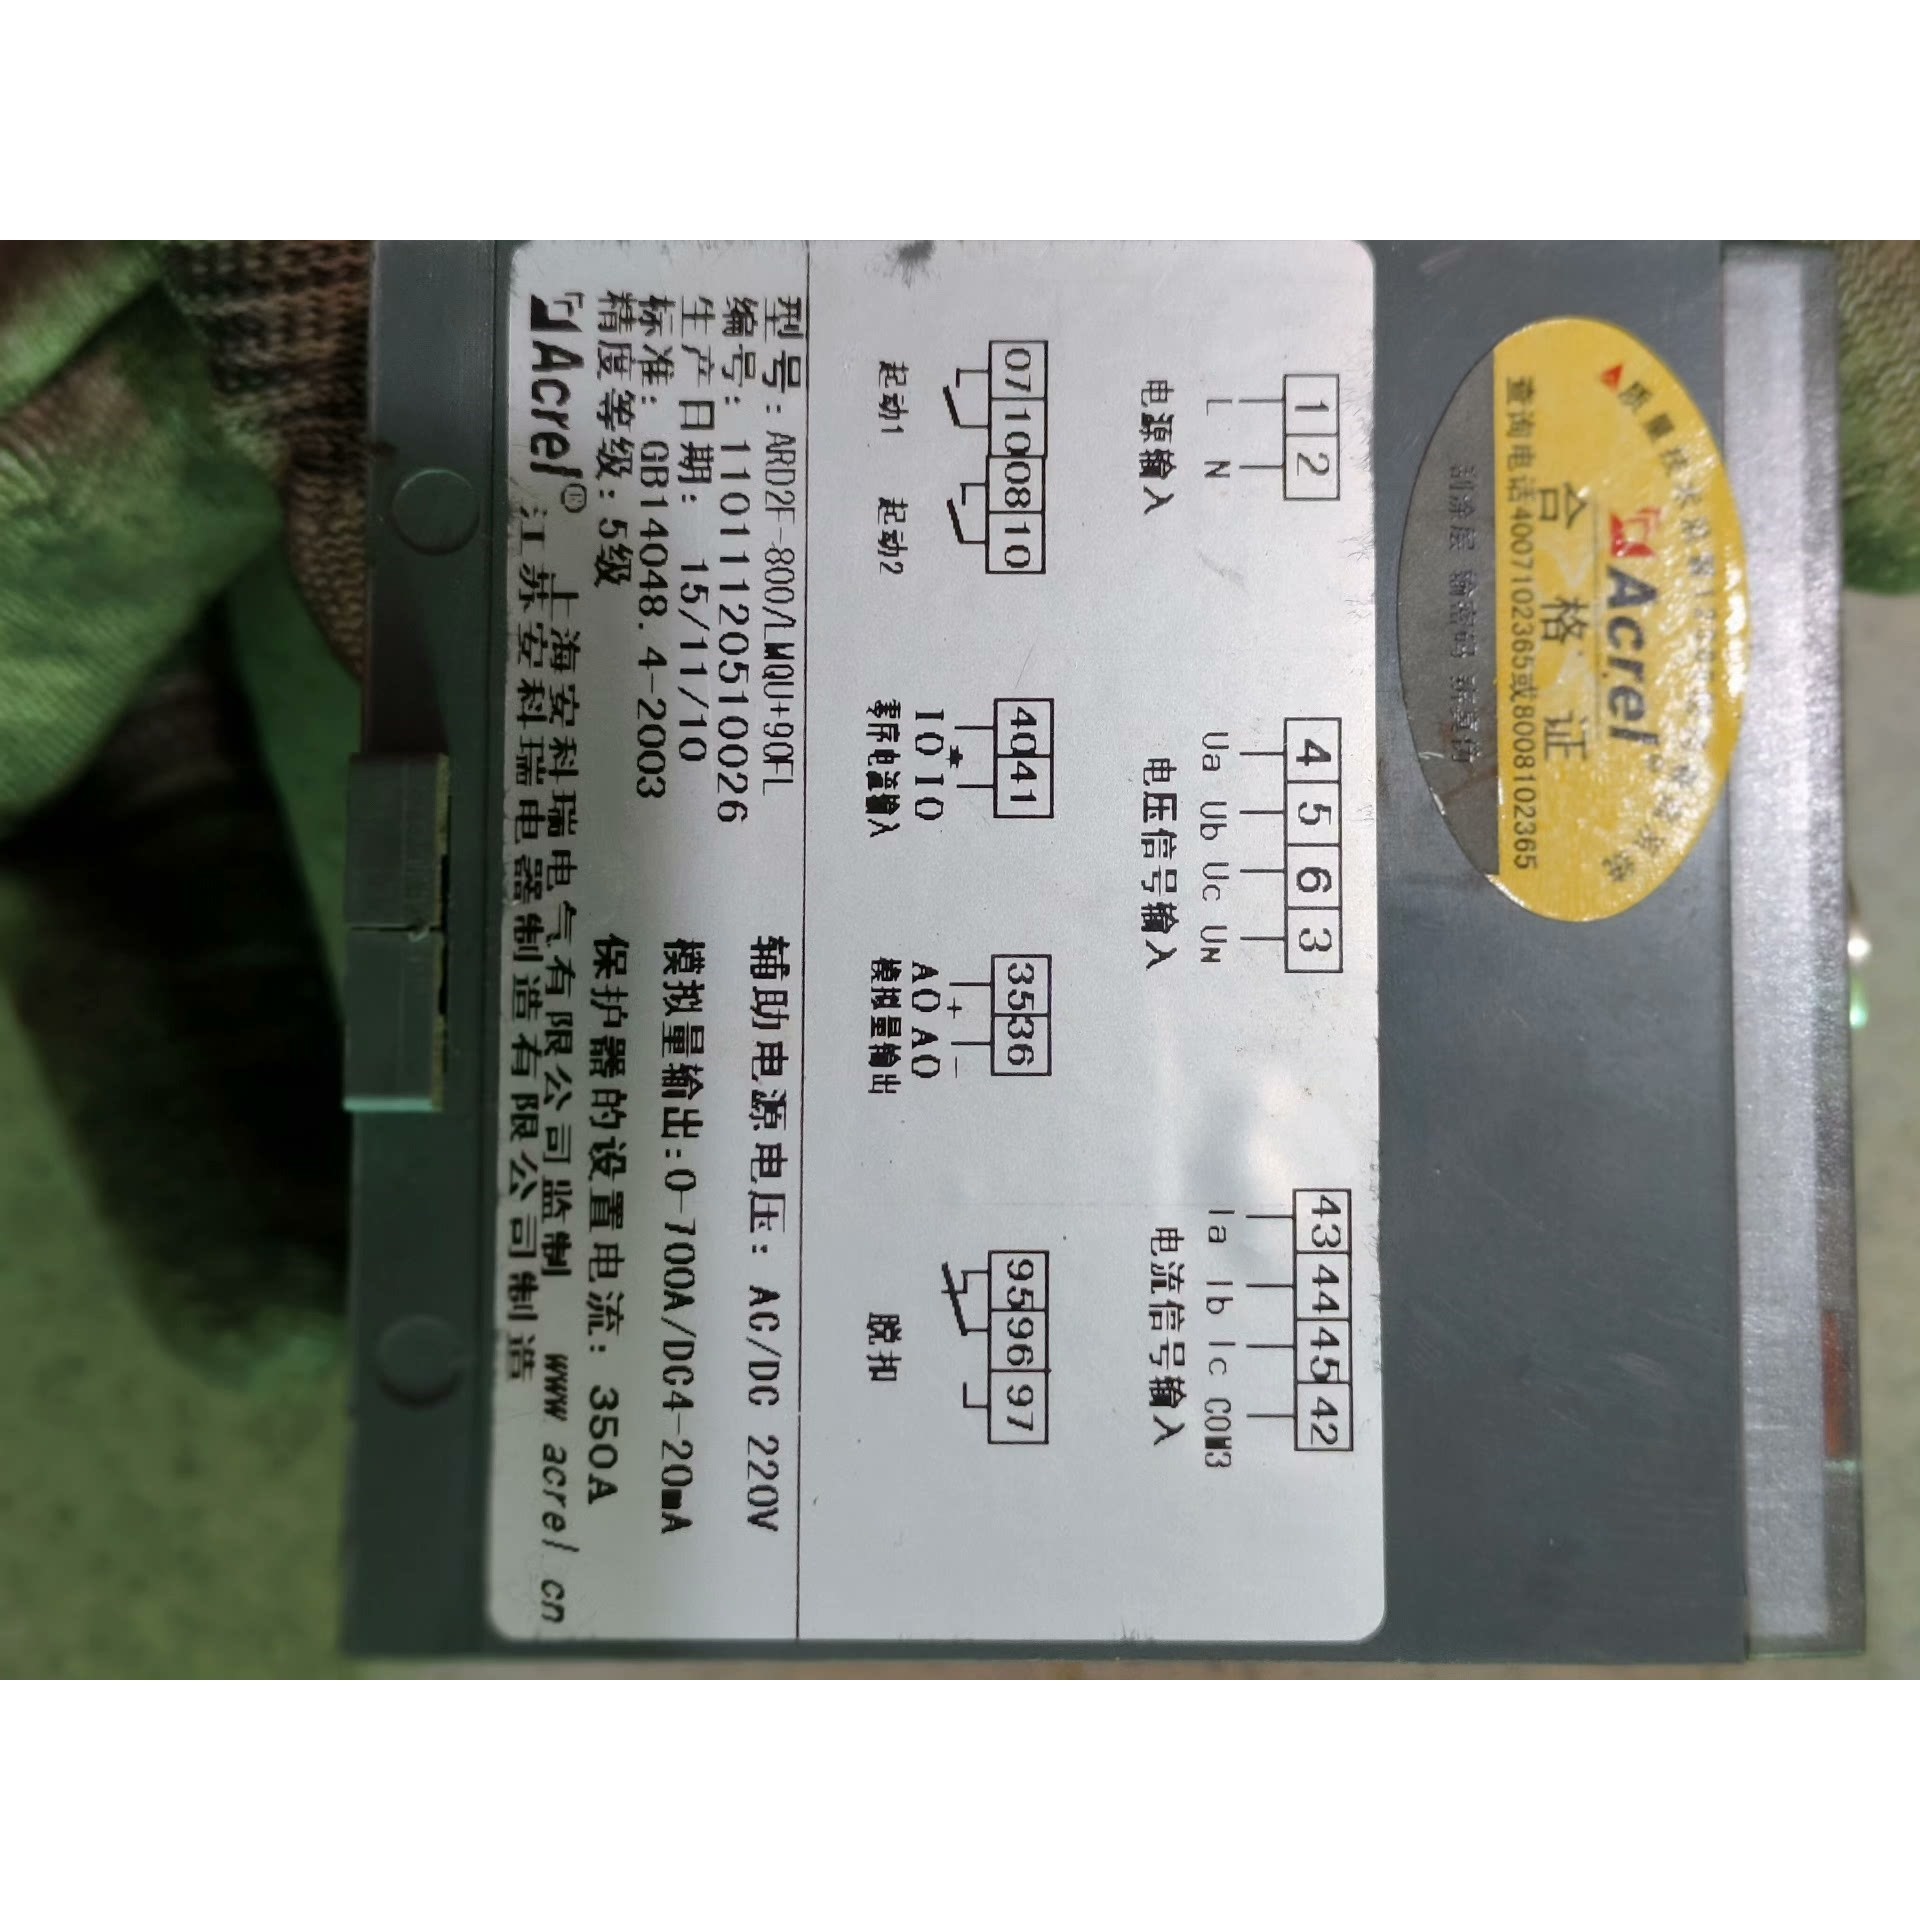 Acrel
合格证
查询电话4007102365或8008102365
刮涂层 输密码
1 2
L N
电源输入
4 5 6 3
Ua Ub Uc UN
电压信号输入
43 44 45 42
Ia Ib Ic COM3
电流信号输入
07 10 08 10
起动1 起动2
40 41
I0* I0
零序电流输入
35 36
+ −
AO AO
模拟量输出
95 96 97
脱扣
型号:ARD2F-800/LMQU+90FL
编号:11011120510026
生产日期:15/11/10
标准:GB14048.4-2003
精度等级:5级
辅助电源电压:AC/DC 220V
模拟量输出:0-700A/DC4-20mA
保护器的设置电流:350A
Acrel®
上海安科瑞电气有限公司监制 www.acrel.cn
江苏安科瑞电器制造有限公司制造